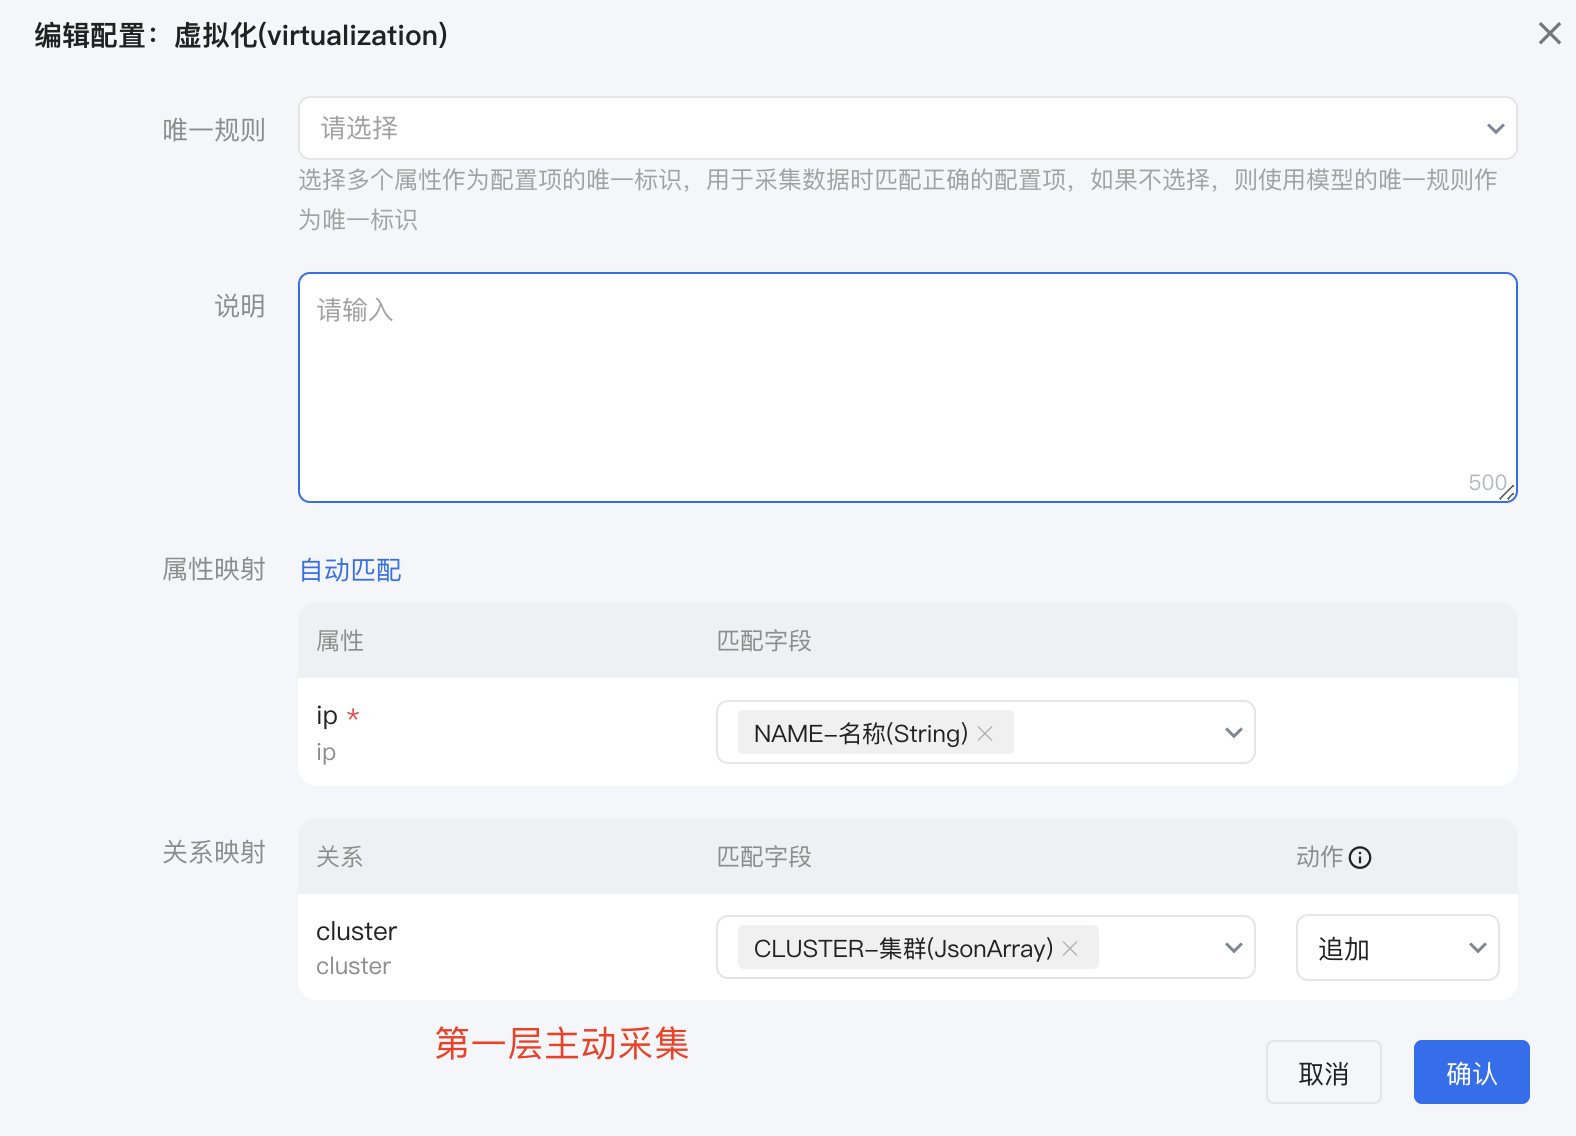 编辑配置：虚拟化(virtualization)
唯一规则
请选择
选择多个属性作为配置项的唯一标识，用于采集数据时匹配正确的配置项，如果不选择，则使用模型的唯一规则作
为唯一标识
说明
请输入
500
属性映射
自动匹配
属性 匹配字段
ip *
NAME-名称(String)
ip
关系映射
关系 匹配字段 动作
cluster
CLUSTER-集群(JsonArray) 追加
cluster
第一层主动采集
取消 确认